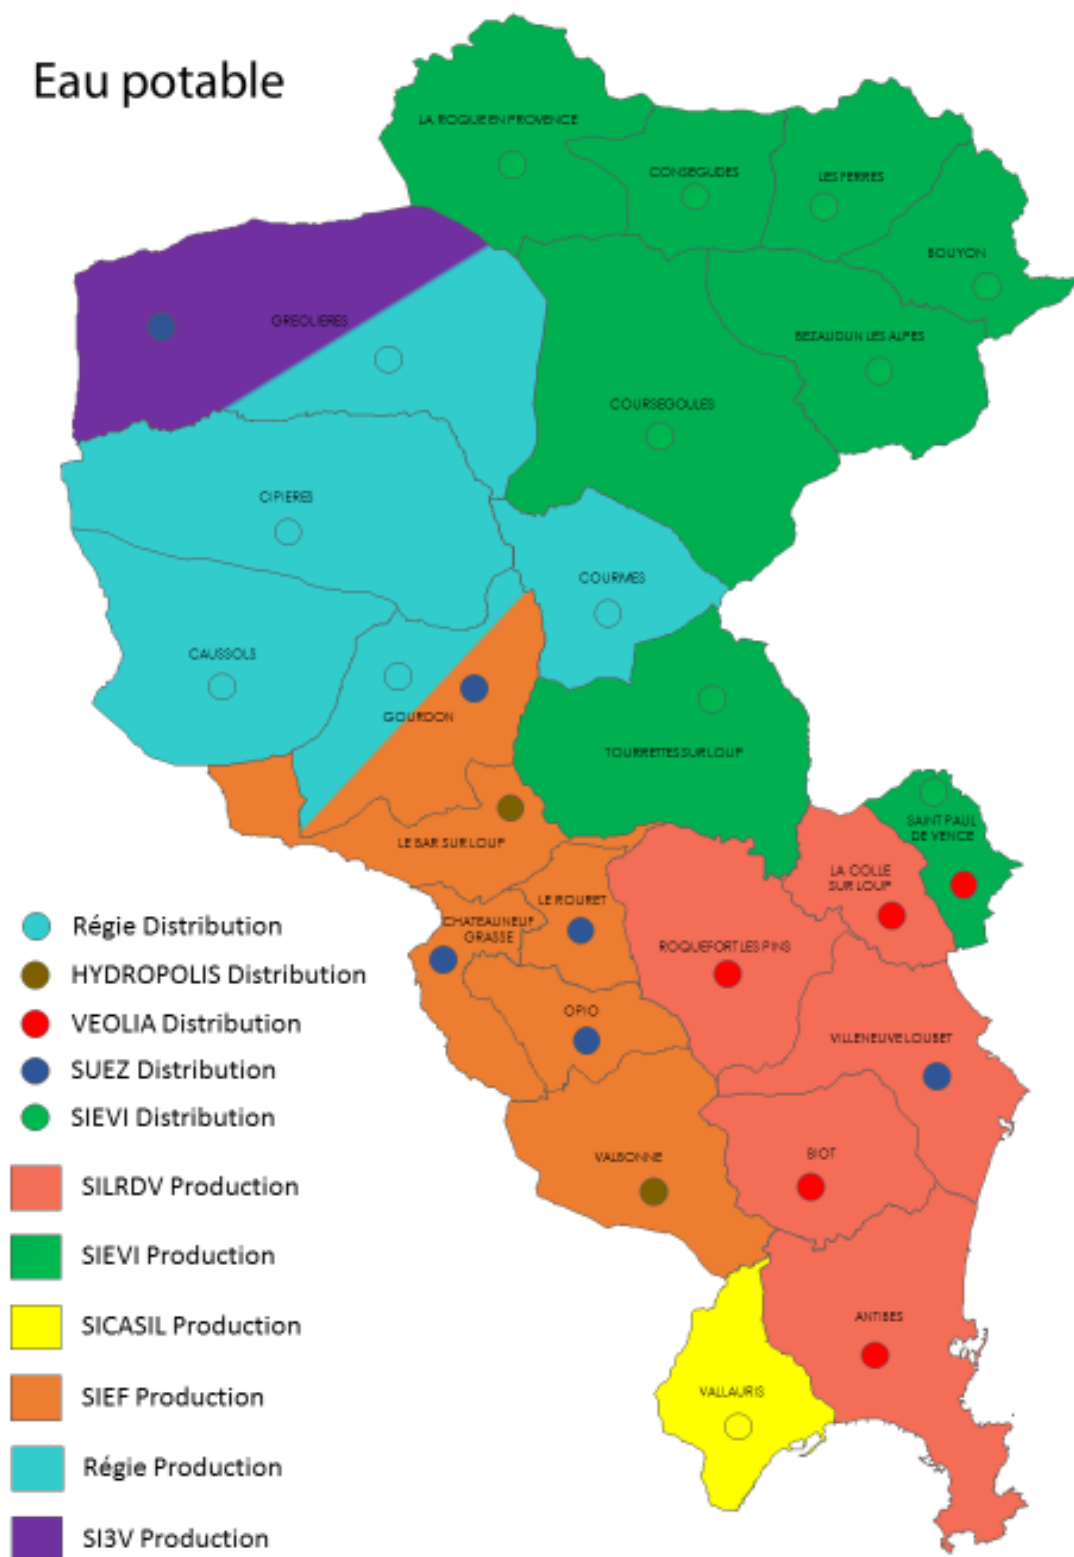 Eau potable
LA ROQUE EN PROVENCE
CONSEGUDES
LES FERRES
BOUYON
GREOLIERES
BEZAUDUN LES ALPES
COURSEGOULES
CIPIERES
COURMES
CAUSSOLS
GOURDON
TOURRETTES SUR LOUP
SAINT PAUL
DE VENCE
LE BAR SUR LOUP
LA COLLE
SUR LOUP
LE ROURET
CHATEAUNEUF
GRASSE
ROQUEFORT LES PINS
OPIO
VILLENEUVE LOUBET
VALBONNE
BIOT
ANTIBES
VALLAURIS
Régie Distribution
HYDROPOLIS Distribution
VEOLIA Distribution
SUEZ Distribution
SIEVI Distribution
SILRDV Production
SIEVI Production
SICASIL Production
SIEF Production
Régie Production
SI3V Production